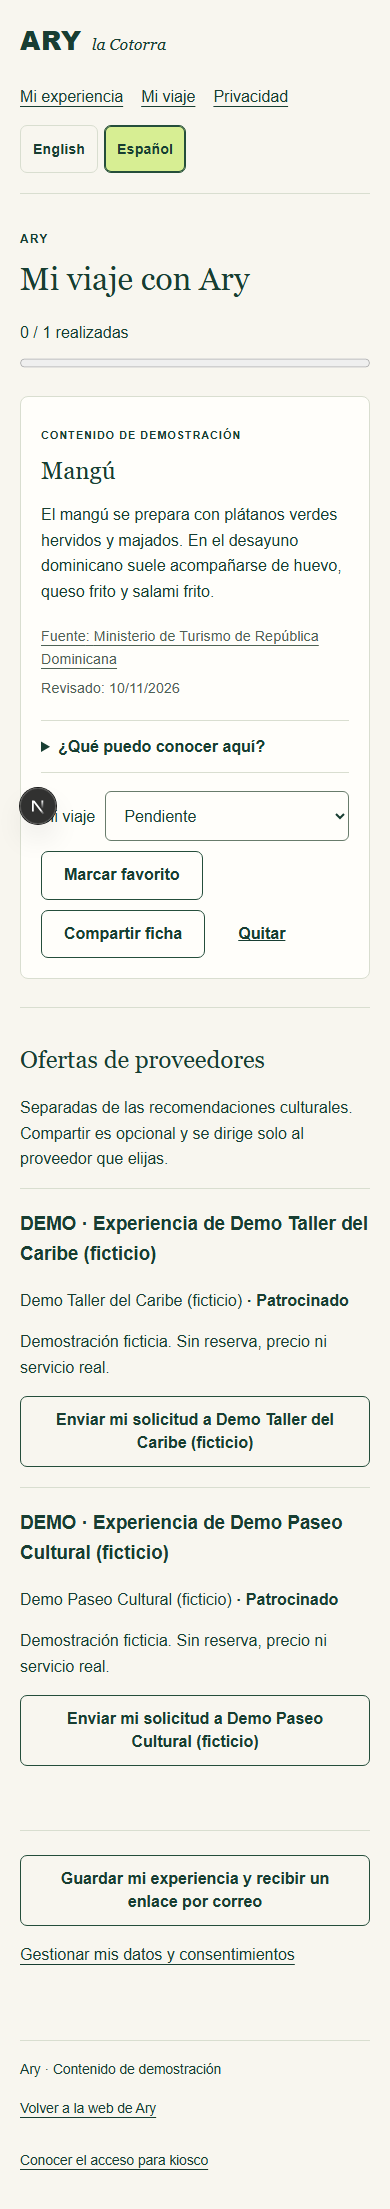 ARY la Cotorra
Mi experiencia Mi viaje Privacidad
English Español
ARY
Mi viaje con Ary
0 / 1 realizadas
CONTENIDO DE DEMOSTRACIÓN
Mangú
El mangú se prepara con plátanos verdes
hervidos y majados. En el desayuno
dominicano suele acompañarse de huevo,
queso frito y salami frito.
Fuente: Ministerio de Turismo de República
Dominicana
Revisado: 10/11/2026
¿Qué puedo conocer aquí?
N
viaje Pendiente
Marcar favorito
Compartir ficha Quitar
Ofertas de proveedores
Separadas de las recomendaciones culturales.
Compartir es opcional y se dirige solo al
proveedor que elijas.
DEMO · Experiencia de Demo Taller del
Caribe (ficticio)
Demo Taller del Caribe (ficticio) · Patrocinado
Demostración ficticia. Sin reserva, precio ni
servicio real.
Enviar mi solicitud a Demo Taller del
Caribe (ficticio)
DEMO · Experiencia de Demo Paseo
Cultural (ficticio)
Demo Paseo Cultural (ficticio) · Patrocinado
Demostración ficticia. Sin reserva, precio ni
servicio real.
Enviar mi solicitud a Demo Paseo
Cultural (ficticio)
Guardar mi experiencia y recibir un
enlace por correo
Gestionar mis datos y consentimientos
Ary · Contenido de demostración
Volver a la web de Ary
Conocer el acceso para kiosco